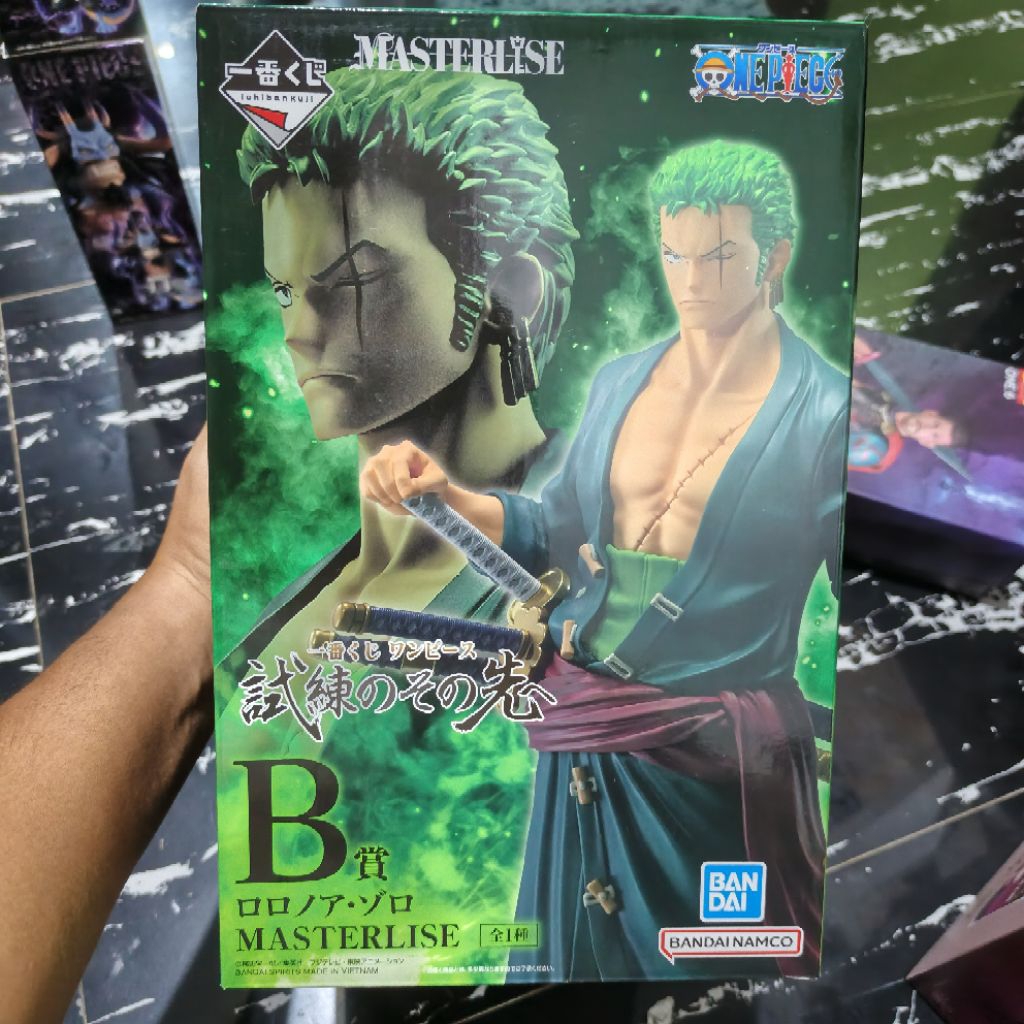 一番くじ
ichibankuji
MASTERLISE
ワンピース
ONE PIECE
一番くじ ワンピース
試練のその先
B賞
ロロノア・ゾロ
MASTERLISE 全1種
BANDAI SPIRITS MADE IN VIETNAM
BAN
DAI
BANDAI NAMCO